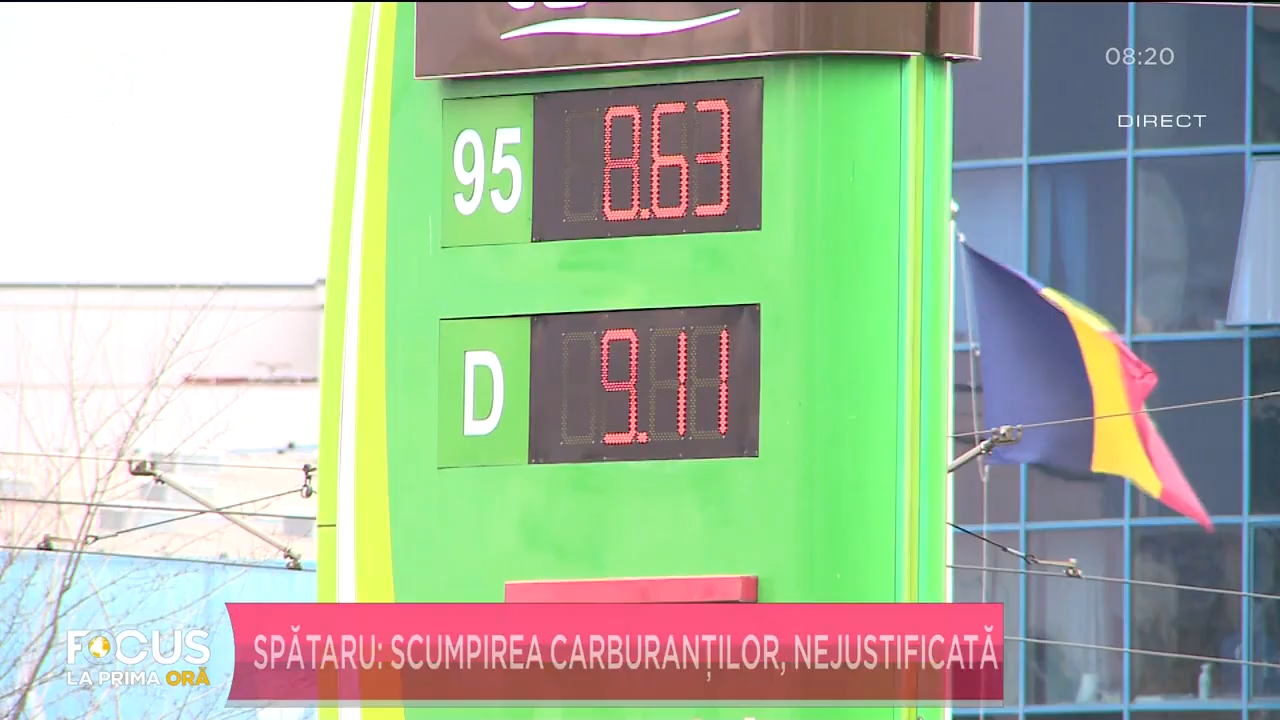 08:20
DIRECT
95 8.63
D 9.11
FOCUS
LA PRIMA ORĂ
SPĂTARU: SCUMPIREA CARBURANȚILOR, NEJUSTIFICATĂ